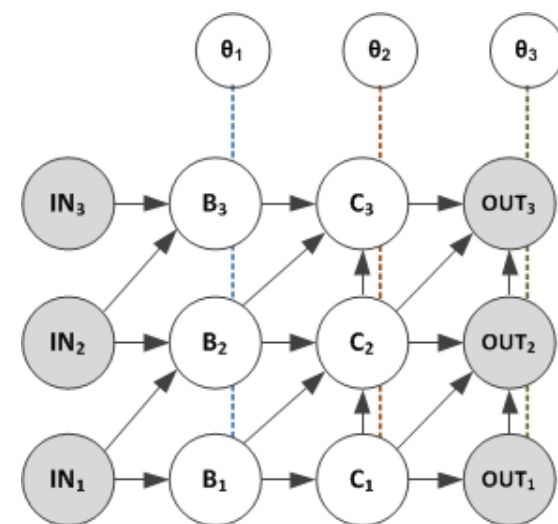 θ₁ θ₂ θ₃
IN₃ B₃ C₃ OUT₃
IN₂ B₂ C₂ OUT₂
IN₁ B₁ C₁ OUT₁